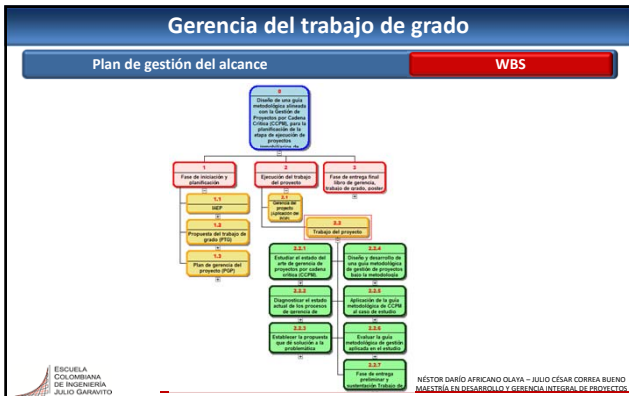 Gerencia del trabajo de grado
Plan de gestión del alcance
WBS
0
Diseño de una guía
metodológica alineada
con la Gestión de
Proyectos por Cadena
Crítica (CCPM), para la
planificación de la
etapa de ejecución de
proyectos
1
Fase de iniciación y
planificación
2
Ejecución del trabajo
del proyecto
3
Fase de entrega final
libro de gerencia,
trabajo de grado, poster
1.1
1.2
Propuesta del trabajo de
grado (PTG)
1.3
Plan de gerencia del
proyecto (PGP)
2.1
Gerencia de
proyecto
2.2
Trabajo del proyecto
2.2.1
Estudiar el estado del
arte de gerencia de
proyectos por cadena
crítica (CCPM).
2.2.2
Diagnosticar el estado
actual de los procesos
de gerencia de
2.2.3
Establecer la propuesta
que de solución a la
problemática
2.2.4
Diseño y desarrollo de
una guía metodológica
de gestión de proyectos
bajo la metodología
2.2.5
Aplicación de la guía
metodológica de CCPM
al caso de estudio
2.2.6
Evaluar la guía
metodológica de gestión
aplicada en el estudio
2.2.7
Fase de entrega
preliminar y
sustentación Trabajo de
ESCUELA
COLOMBIANA
DE INGENIERÍA
JULIO GARAVITO
NÉSTOR DARÍO AFRICANO OLAYA – JULIO CÉSAR CORREA BUENO
MAESTRÍA EN DESARROLLO Y GERENCIA INTEGRAL DE PROYECTOS